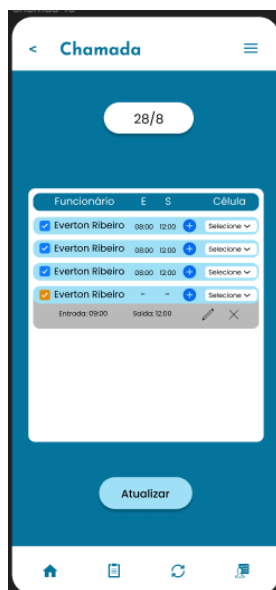 < Chamada
28/8
Funcionário E S Célula
Everton Ribeiro 08:00 12:00 Selecione
Everton Ribeiro 08:00 12:00 Selecione
Everton Ribeiro 08:00 12:00 Selecione
Everton Ribeiro - - Selecione
Entrada: 09:00 Saída: 12:00
Atualizar